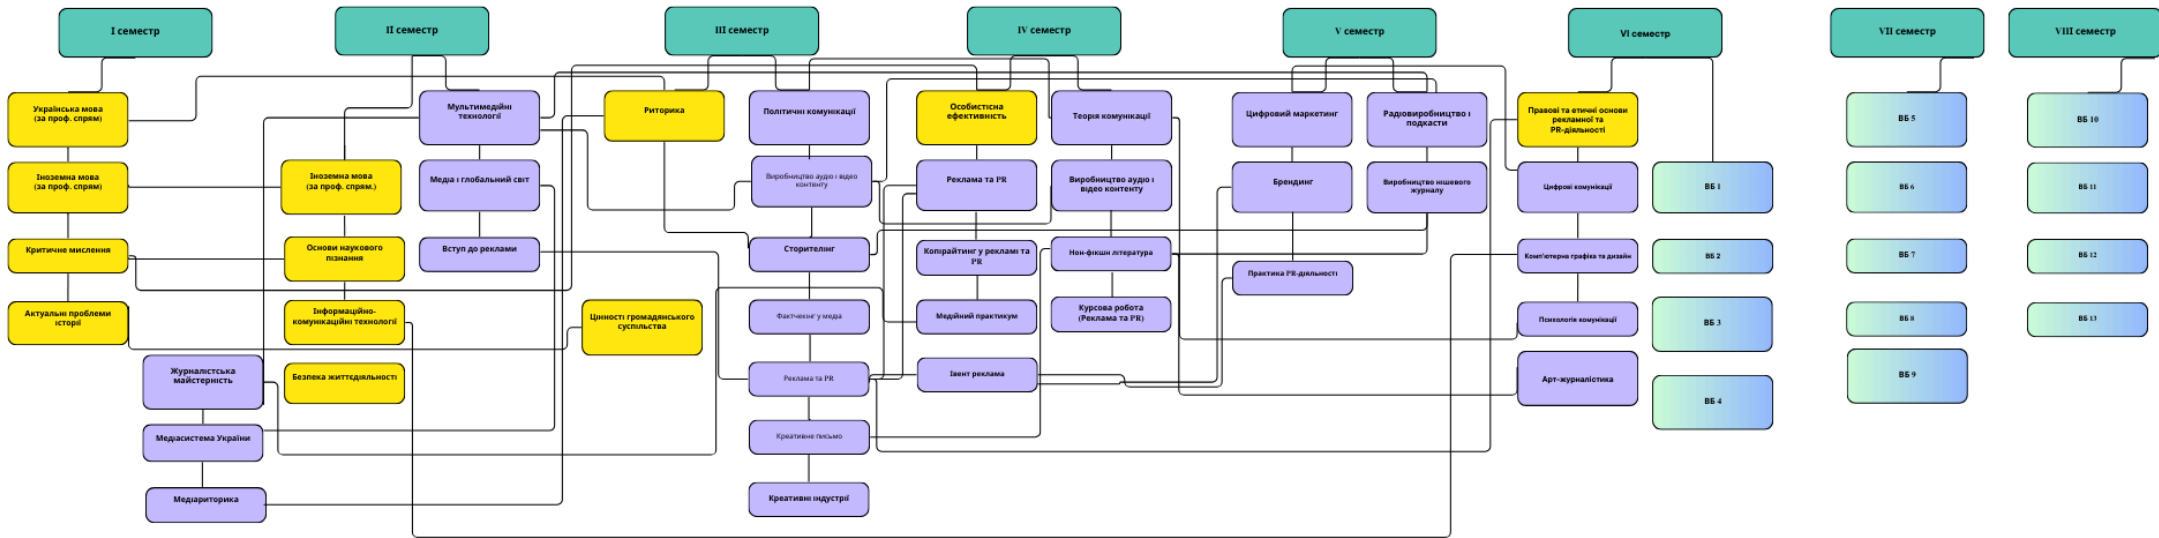 I семестр
II семестр
III семестр
IV семестр
V семестр
VI семестр
VII семестр
VIII семестр
Українська мова
(за проф. спрям)
Іноземна мова
(за проф. спрям)
Критичне мислення
Актуальні проблеми
історії
Журналістська
майстерність
Медіасистема України
Медіариторика
Іноземна мова
(за проф. спрям.)
Основи наукового
пізнання
Інформаційно-
комунікаційні технології
Безпека життєдіяльності
Мультимедійні
технології
Медіа і глобальний світ
Вступ до реклами
Риторика
Цінності громадянського
суспільства
Політичні комунікації
Виробництво аудіо і відео
контенту
Сторителінг
Фактчекінг у медіа
Реклама та PR
Креативне письмо
Креативні індустрії
Особистісна
ефективність
Реклама та PR
Копірайтинг у рекламі та
PR
Медійний практикум
Івент реклама
Теорія комунікації
Виробництво аудіо і
відео контенту
Нон-фікшн література
Курсова робота
(Реклама та PR)
Цифровий маркетинг
Брендинг
Практика PR-діяльності
Радіовиробництво і
подкасти
Виробництво нішевого
журналу
Правові та етичні основи
рекламної та
PR-діяльності
Цифрові комунікації
Комп'ютерна графіка та дизайн
Психологія комунікації
Арт-журналістика
ВБ 1
ВБ 2
ВБ 3
ВБ 4
ВБ 5
ВБ 6
ВБ 7
ВБ 8
ВБ 9
ВБ 10
ВБ 11
ВБ 12
ВБ 13